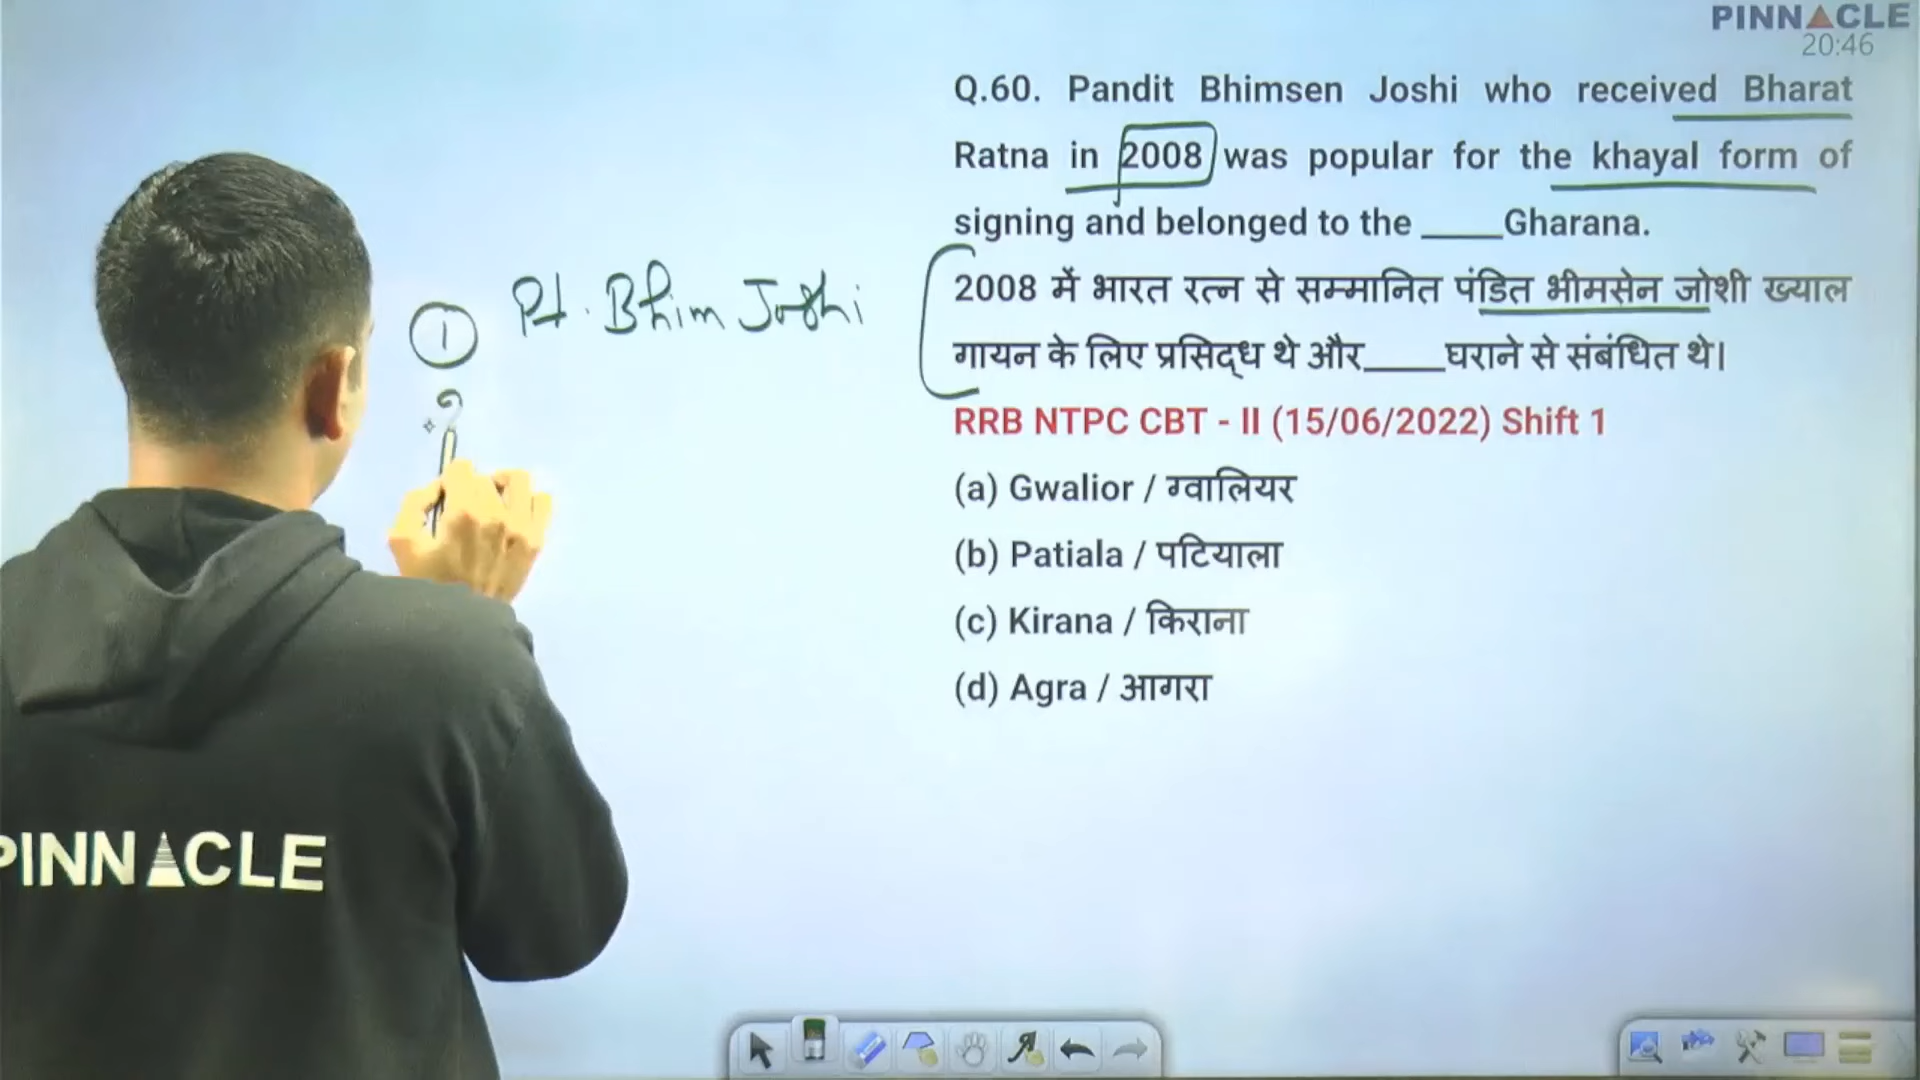 PINNACLE
20:46
Q.60. Pandit Bhimsen Joshi who received Bharat
Ratna in 2008 was popular for the khayal form of
signing and belonged to the ____Gharana.
2008 में भारत रत्न से सम्मानित पंडित भीमसेन जोशी ख्याल
गायन के लिए प्रसिद्ध थे और____घराने से संबंधित थे।
RRB NTPC CBT - II (15/06/2022) Shift 1
(a) Gwalior / ग्वालियर
(b) Patiala / पटियाला
(c) Kirana / किराना
(d) Agra / आगरा
1 Pt. Bhim Joshi
PINNACLE